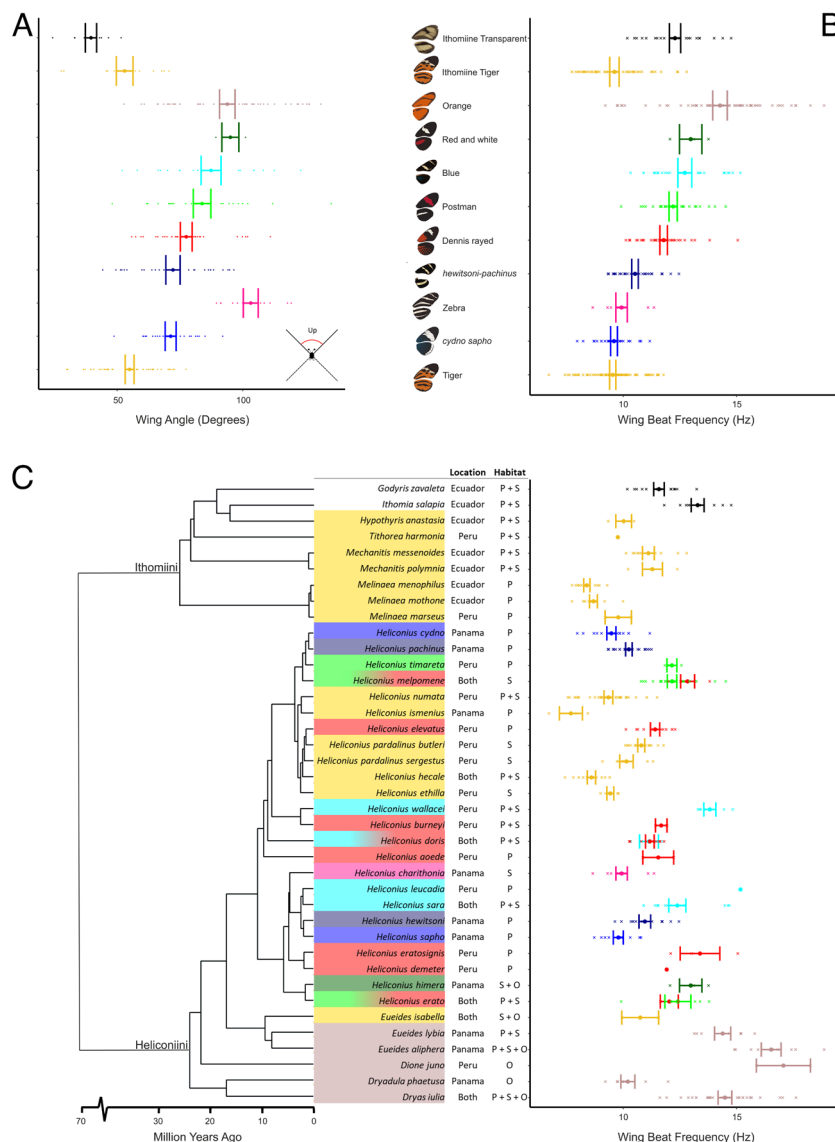 A
B
Ithomiine Transparent
Ithomiine Tiger
Orange
Red and white
Blue
Postman
Dennis rayed
hewitsoni-pachinus
Zebra
cydno sapho
Tiger
Up
50 100
Wing Angle (Degrees)
10 15
Wing Beat Frequency (Hz)
C
Location Habitat
Godyris zavaleta Ecuador P + S
Ithomia salapia Ecuador P + S
Hypothyris anastasia Ecuador P + S
Tithorea harmonia Peru P + S
Mechanitis messenoides Ecuador P + S
Mechanitis polymnia Ecuador P + S
Melinaea menophilus Ecuador P
Melinaea mothone Ecuador P
Melinaea marseus Peru P
Heliconius cydno Panama P
Heliconius pachinus Panama P
Heliconius timareta Peru P
Heliconius melpomene Both S
Heliconius numata Peru P + S
Heliconius ismenius Panama P
Heliconius elevatus Peru P
Heliconius pardalinus butleri Peru S
Heliconius pardalinus sergestus Peru S
Heliconius hecale Both P + S
Heliconius ethilla Peru S
Heliconius wallacei Peru P + S
Heliconius burneyi Peru P + S
Heliconius doris Both P + S
Heliconius aoede Peru P
Heliconius charithonia Panama S
Heliconius leucadia Peru P
Heliconius sara Both P + S
Heliconius hewitsoni Panama P
Heliconius sapho Panama P
Heliconius eratosignis Peru P
Heliconius demeter Peru P
Heliconius himera Panama S + O
Heliconius erato Both P + S
Eueides isabella Both S + O
Eueides lybia Panama P + S
Eueides aliphera Panama P + S + O
Dione juno Peru O
Dryadula phaetusa Panama O
Dryas iulia Both P + S + O
Ithomiini
Heliconiini
70 30 20 10 0
Million Years Ago
10 15
Wing Beat Frequency (Hz)